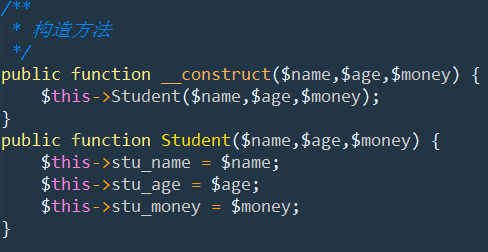 /**
 * 构造方法
 */
public function __construct($name,$age,$money) {
    $this->Student($name,$age,$money);
}
public function Student($name,$age,$money) {
    $this->stu_name = $name;
    $this->stu_age = $age;
    $this->stu_money = $money;
}